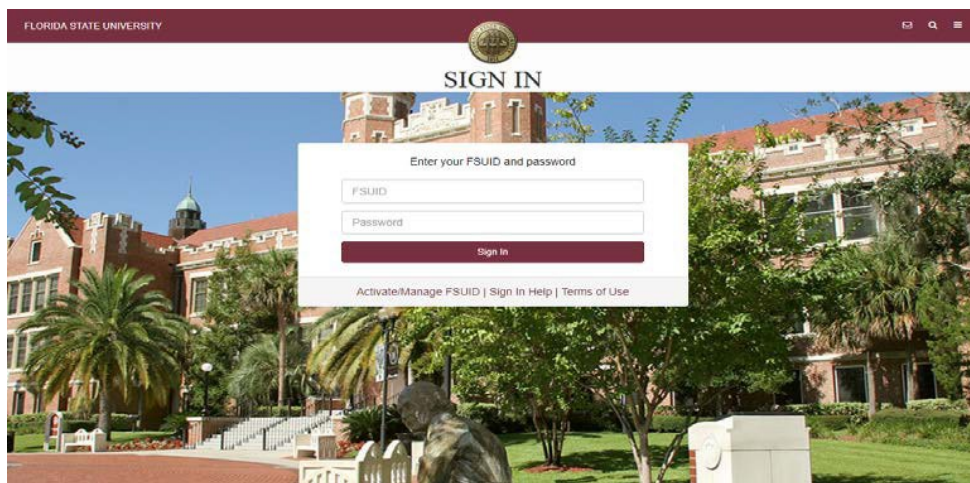 FLORIDA STATE UNIVERSITY
SIGN IN
Enter your FSUID and password
FSUID
Password
Sign In
Activate/Manage FSUID | Sign In Help | Terms of Use